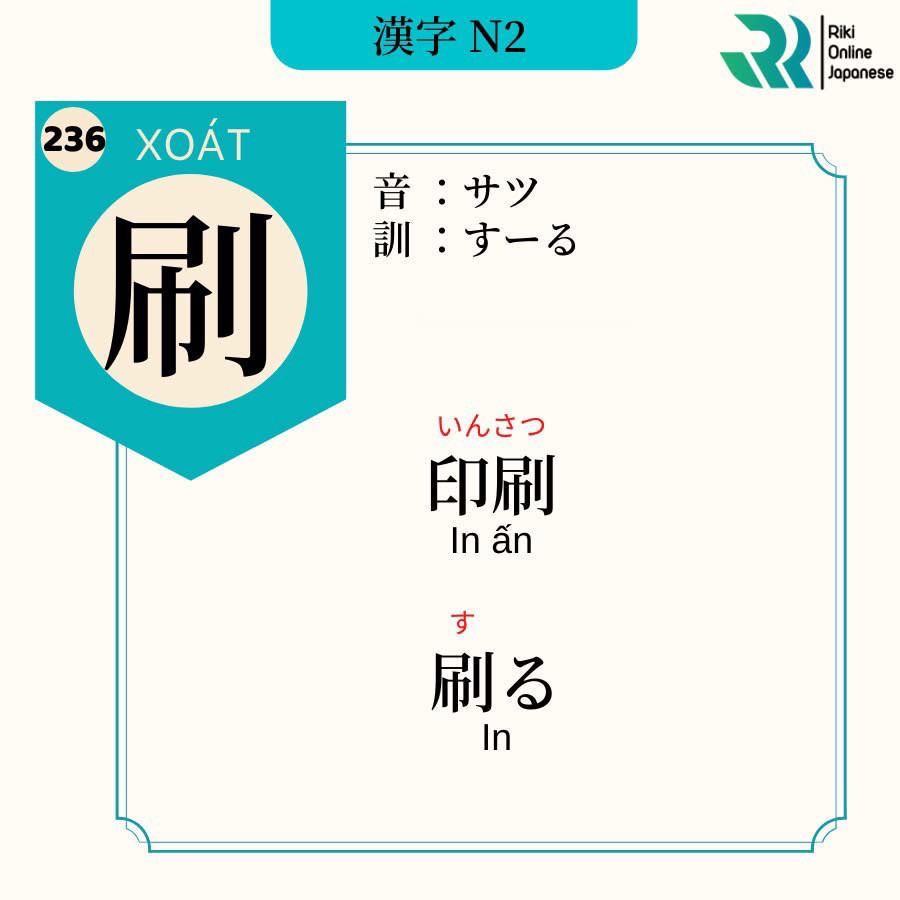 漢字 N2
Riki
Online
Japanese
236
XOÁT
刷
音 ：サツ
訓 ：すーる
いんさつ
印刷
In ấn
す
刷る
In